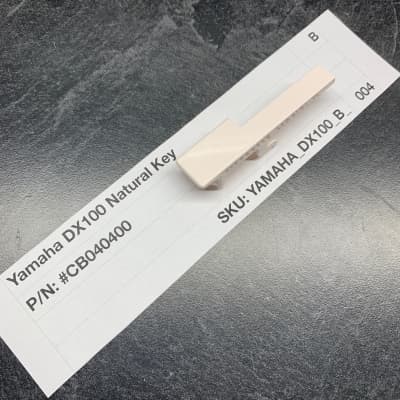 B
Yamaha DX100 Natural Key
P/N: #CB040400
SKU: YAMAHA_DX100_B_ 004